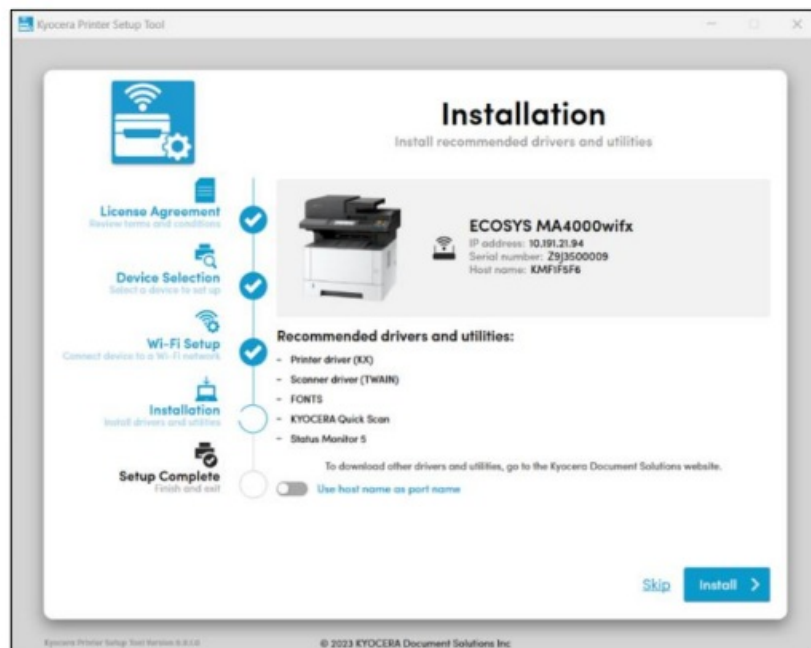 Kyocera Printer Setup Tool
Installation
Install recommended drivers and utilities
License Agreement
Review terms and conditions
Device Selection
Select a device to set up
Wi-Fi Setup
Connect device to a Wi-Fi network
Installation
Install drivers and utilities
Setup Complete
Finish and exit
ECOSYS MA4000wifx
IP address: 10.191.21.94
Serial number: Z9J3500009
Host name: KMF1F5F6
Recommended drivers and utilities:
- Printer driver (KX)
- Scanner driver (TWAIN)
- FONTS
- KYOCERA Quick Scan
- Status Monitor 5
To download other drivers and utilities, go to the Kyocera Document Solutions website.
Use host name as port name
Skip
Install
Kyocera Printer Setup Tool Version
© 2023 KYOCERA Document Solutions Inc